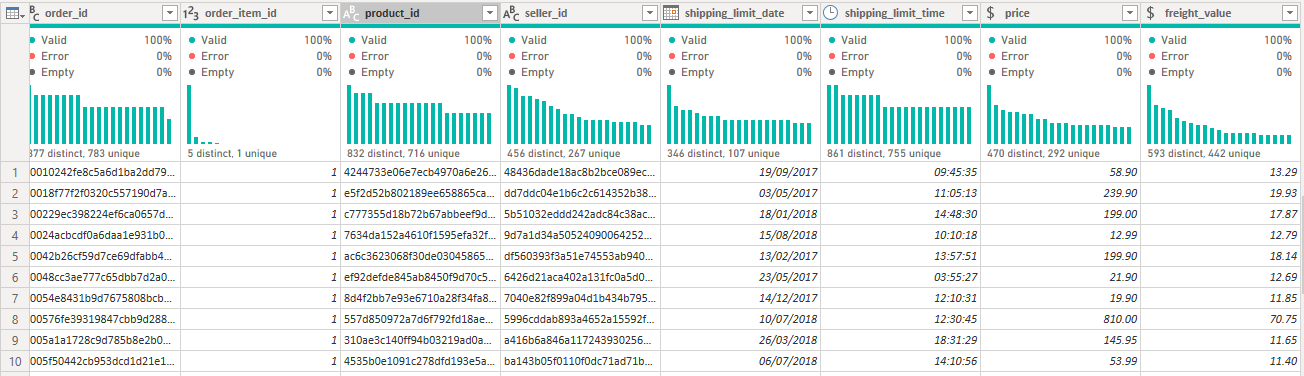 order_id order_item_id product_id seller_id shipping_limit_date shipping_limit_time price freight_value
Valid 100% Valid 100% Valid 100% Valid 100% Valid 100% Valid 100% Valid 100% Valid 100%
Error 0% Error 0% Error 0% Error 0% Error 0% Error 0% Error 0% Error 0%
Empty 0% Empty 0% Empty 0% Empty 0% Empty 0% Empty 0% Empty 0% Empty 0%
877 distinct, 783 unique 5 distinct, 1 unique 832 distinct, 716 unique 456 distinct, 267 unique 346 distinct, 107 unique 861 distinct, 755 unique 470 distinct, 292 unique 593 distinct, 442 unique
1 0010242fe8c5a6d1ba2dd79... 1 4244733e06e7ecb4970a6e26... 48436dade18ac8b2bce089ec... 19/09/2017 09:45:35 58.90 13.29
2 0018f77f2f0320c557190d7a... 1 e5f2d52b802189ee658865ca... dd7ddc04e1b6c2c614352b38... 03/05/2017 11:05:13 239.90 19.93
3 00229ec398224ef6ca0657d... 1 c777355d18b72b67abbeef9d... 5b51032eddd242adc84c38ac... 18/01/2018 14:48:30 199.00 17.87
4 0024acbcdf0a6daa1e931b0... 1 7634da152a4610f1595efa32f... 9d7a1d34a50524090064252... 15/08/2018 10:10:18 12.99 12.79
5 0042b26cf59d7ce69dfabb4... 1 ac6c3623068f30de03045865... df560393f3a51e74553ab940... 13/02/2017 13:57:51 199.90 18.14
6 0048cc3ae777c65dbb7d2a0... 1 ef92defde845ab8450f9d70c5... 6426d21aca402a131fc0a5d0... 23/05/2017 03:55:27 21.90 12.69
7 0054e8431b9d7675808bcb... 1 8d4f2bb7e93e6710a28f34fa8... 7040e82f899a04d1b434b795... 14/12/2017 12:10:31 19.90 11.85
8 00576fe39319847cbb9d288... 1 557d850972a7d6f792fd18ae... 5996cddab893a4652a15592f... 10/07/2018 12:30:45 810.00 70.75
9 005a1a1728c9d785b8e2b0... 1 310ae3c140ff94b03219ad0a... a416b6a846a117243930256... 26/03/2018 18:31:29 145.95 11.65
10 005f50442cb953dcd1d21e1... 1 4535b0e1091c278dfd193e5a... ba143b05f0110f0dc71ad71b... 06/07/2018 14:10:56 53.99 11.40